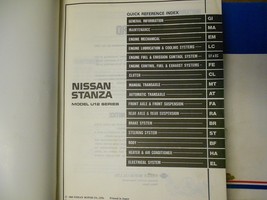 QUICK REFERENCE INDEX
GENERAL INFORMATION GI
MAINTENANCE MA
ENGINE MECHANICAL EM
ENGINE LUBRICATION & COOLING SYSTEMS LC
ENGINE FUEL & EMISSION CONTROL SYSTEM EF & EC
ENGINE CONTROL, FUEL & EXHAUST SYSTEMS FE
CLUTCH CL
MANUAL TRANSAXLE MT
AUTOMATIC TRANSAXLE AT
FRONT AXLE & FRONT SUSPENSION FA
REAR AXLE & REAR SUSPENSION RA
BRAKE SYSTEM BR
STEERING SYSTEM ST
BODY BF
HEATER & AIR CONDITIONER HA
ELECTRICAL SYSTEM EL
NISSAN
STANZA
MODEL U12 SERIES